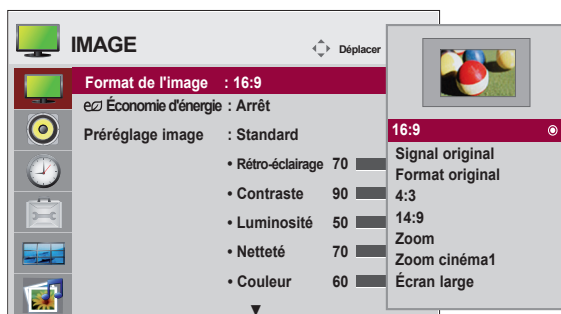 IMAGE
Déplacer
Format de l'image : 16:9
e Économie d'énergie : Arrêt
Préréglage image : Standard
• Rétro-éclairage 70
• Contraste 90
• Luminosité 50
• Netteté 70
• Couleur 60
16:9
Signal original
Format original
4:3
14:9
Zoom
Zoom cinéma1
Écran large